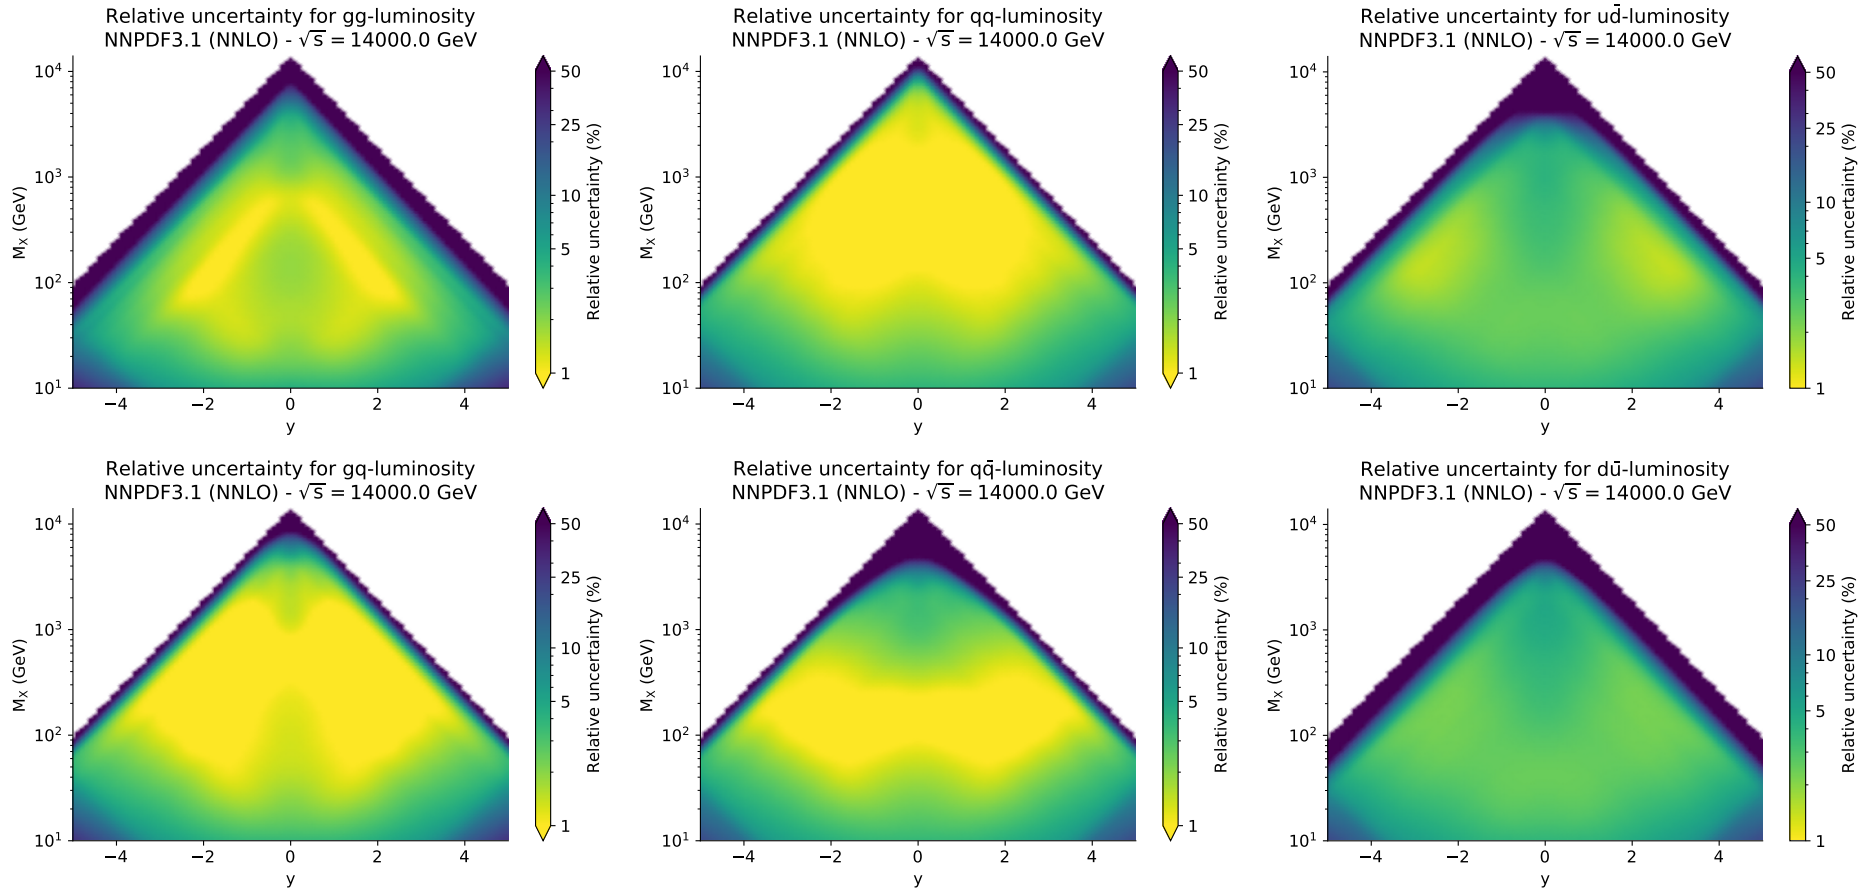 Relative uncertainty for gg-luminosity
NNPDF3.1 (NNLO) - √s = 14000.0 GeV
M_X (GeV)
10⁴
10³
10²
10¹
−4 −2 0 2 4
y
50
25
10
5
1
Relative uncertainty (%)
Relative uncertainty for qq-luminosity
NNPDF3.1 (NNLO) - √s = 14000.0 GeV
M_X (GeV)
10⁴
10³
10²
10¹
−4 −2 0 2 4
y
50
25
10
5
1
Relative uncertainty (%)
Relative uncertainty for ud̄-luminosity
NNPDF3.1 (NNLO) - √s = 14000.0 GeV
M_X (GeV)
10⁴
10³
10²
10¹
−4 −2 0 2 4
y
50
25
10
5
1
Relative uncertainty (%)
Relative uncertainty for gq-luminosity
NNPDF3.1 (NNLO) - √s = 14000.0 GeV
M_X (GeV)
10⁴
10³
10²
10¹
−4 −2 0 2 4
y
50
25
10
5
1
Relative uncertainty (%)
Relative uncertainty for qq̄-luminosity
NNPDF3.1 (NNLO) - √s = 14000.0 GeV
M_X (GeV)
10⁴
10³
10²
10¹
−4 −2 0 2 4
y
50
25
10
5
1
Relative uncertainty (%)
Relative uncertainty for dū-luminosity
NNPDF3.1 (NNLO) - √s = 14000.0 GeV
M_X (GeV)
10⁴
10³
10²
10¹
−4 −2 0 2 4
y
50
25
10
5
1
Relative uncertainty (%)